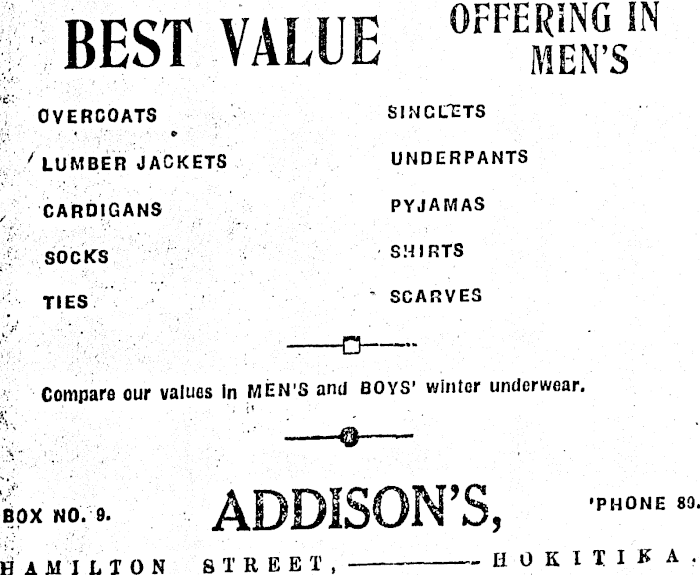 BEST VALUE
OFFERING IN
MEN'S
OVERCOATS
LUMBER JACKETS
CARDIGANS
SOCKS
TIES
SINGLETS
UNDERPANTS
PYJAMAS
SHIRTS
SCARVES
Compare our values in MEN'S and BOYS' winter underwear.
BOX NO. 9.
ADDISON'S,
'PHONE 89.
HAMILTON STREET, HOKITIKA.